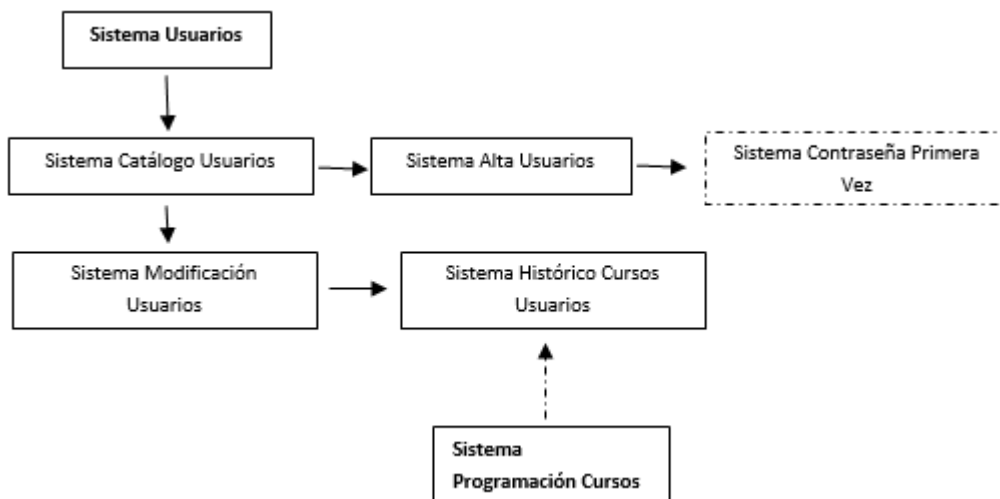 Sistema Usuarios
Sistema Catálogo Usuarios
Sistema Alta Usuarios
Sistema Contraseña Primera
Vez
Sistema Modificación
Usuarios
Sistema Histórico Cursos
Usuarios
Sistema
Programación Cursos